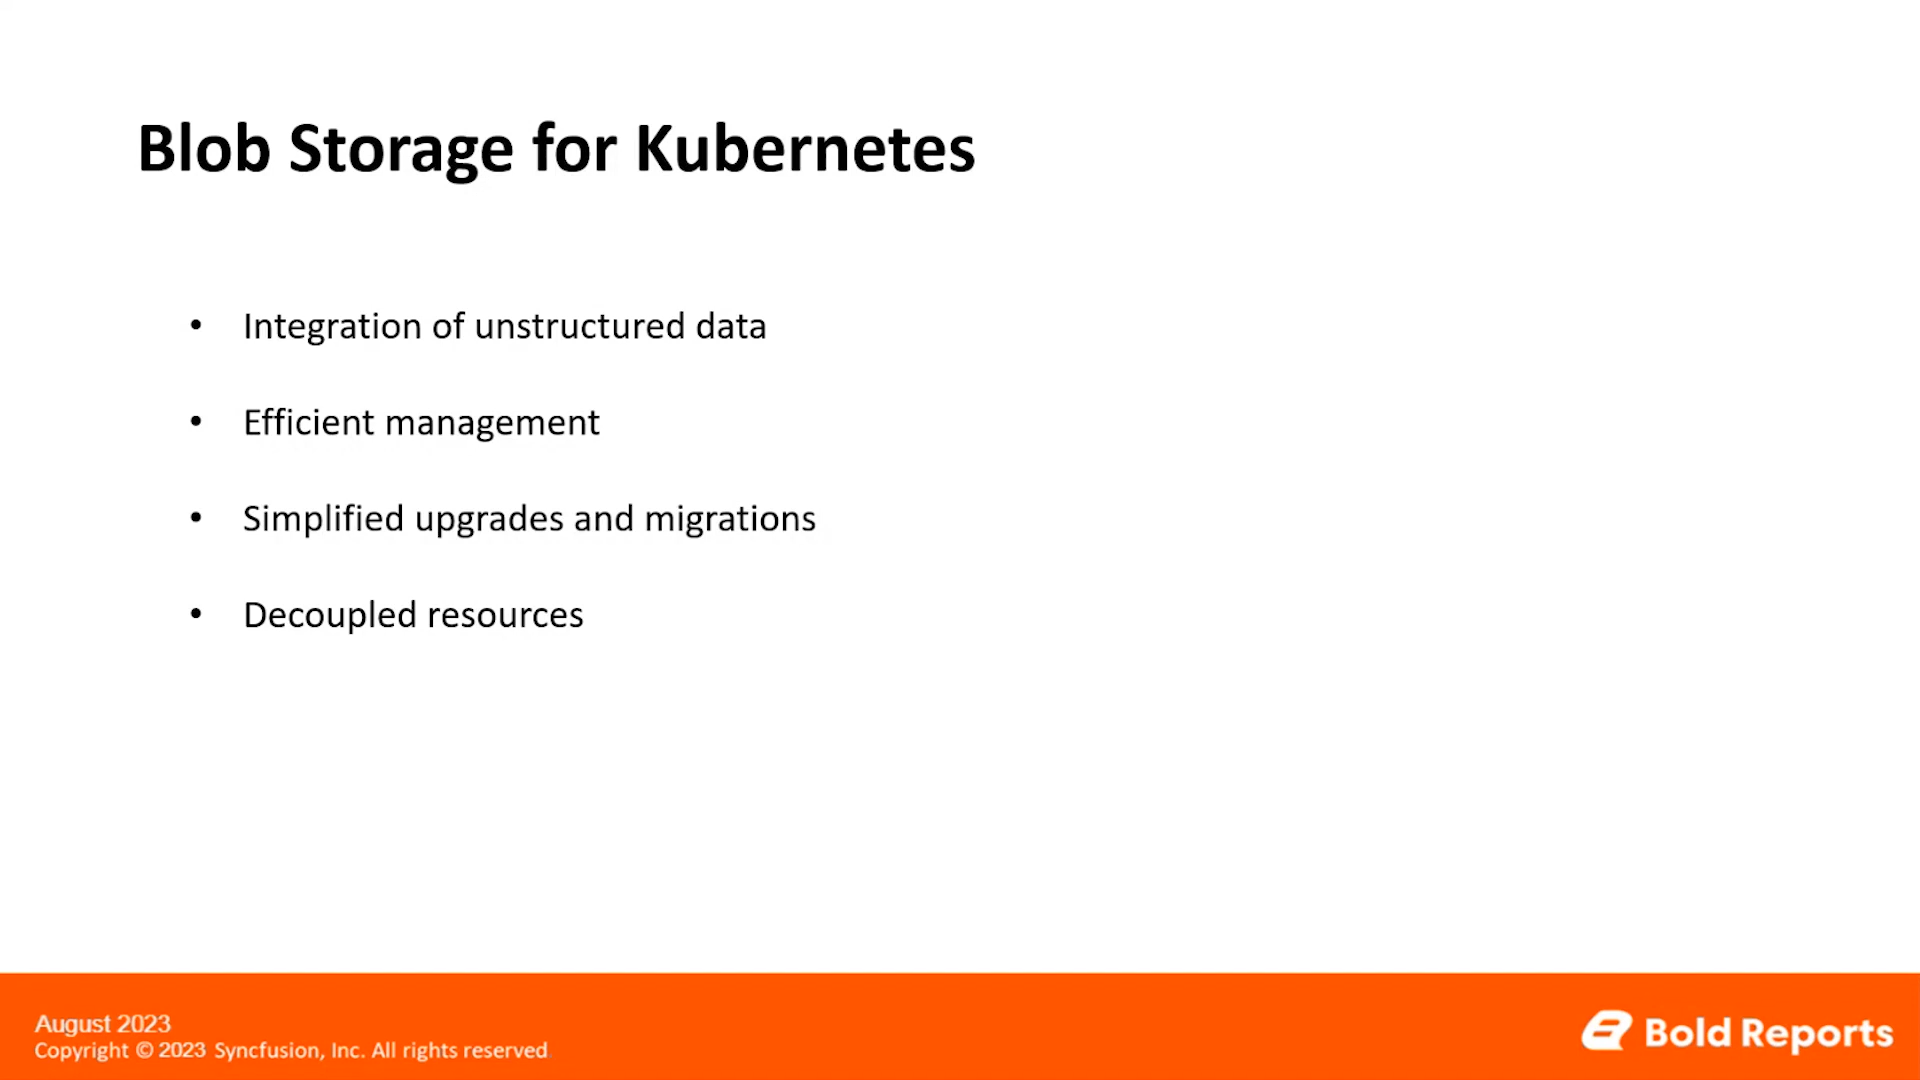 Blob Storage for Kubernetes
• Integration of unstructured data
• Efficient management
• Simplified upgrades and migrations
• Decoupled resources
August 2023
Copyright © 2023 Syncfusion, Inc. All rights reserved.
Bold Reports